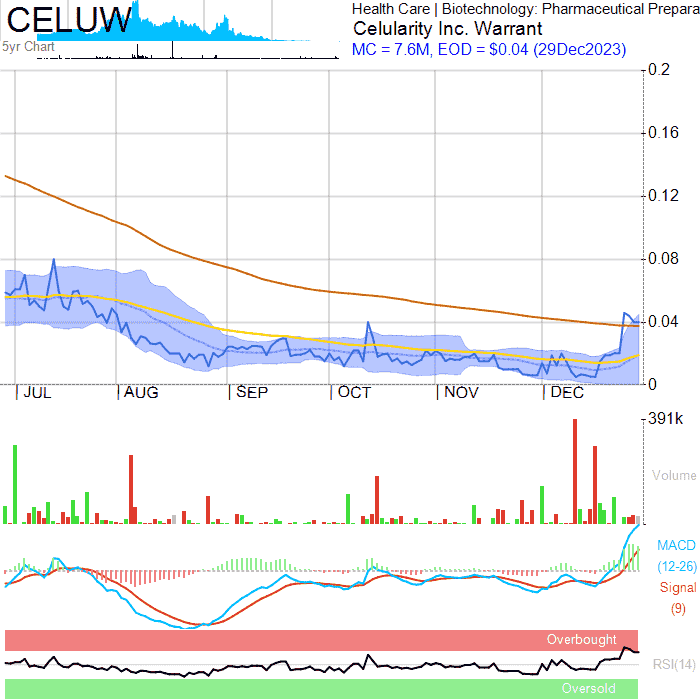 CELUW
5yr Chart
Health Care | Biotechnology: Pharmaceutical Prepara
Celularity Inc. Warrant
MC = 7.6M, EOD = $0.04 (29Dec2023)
0.2
0.16
0.12
0.08
0.04
0
JUL AUG SEP OCT NOV DEC
391k
Volume
MACD
(12-26)
Signal
(9)
Overbought
RSI(14)
Oversold